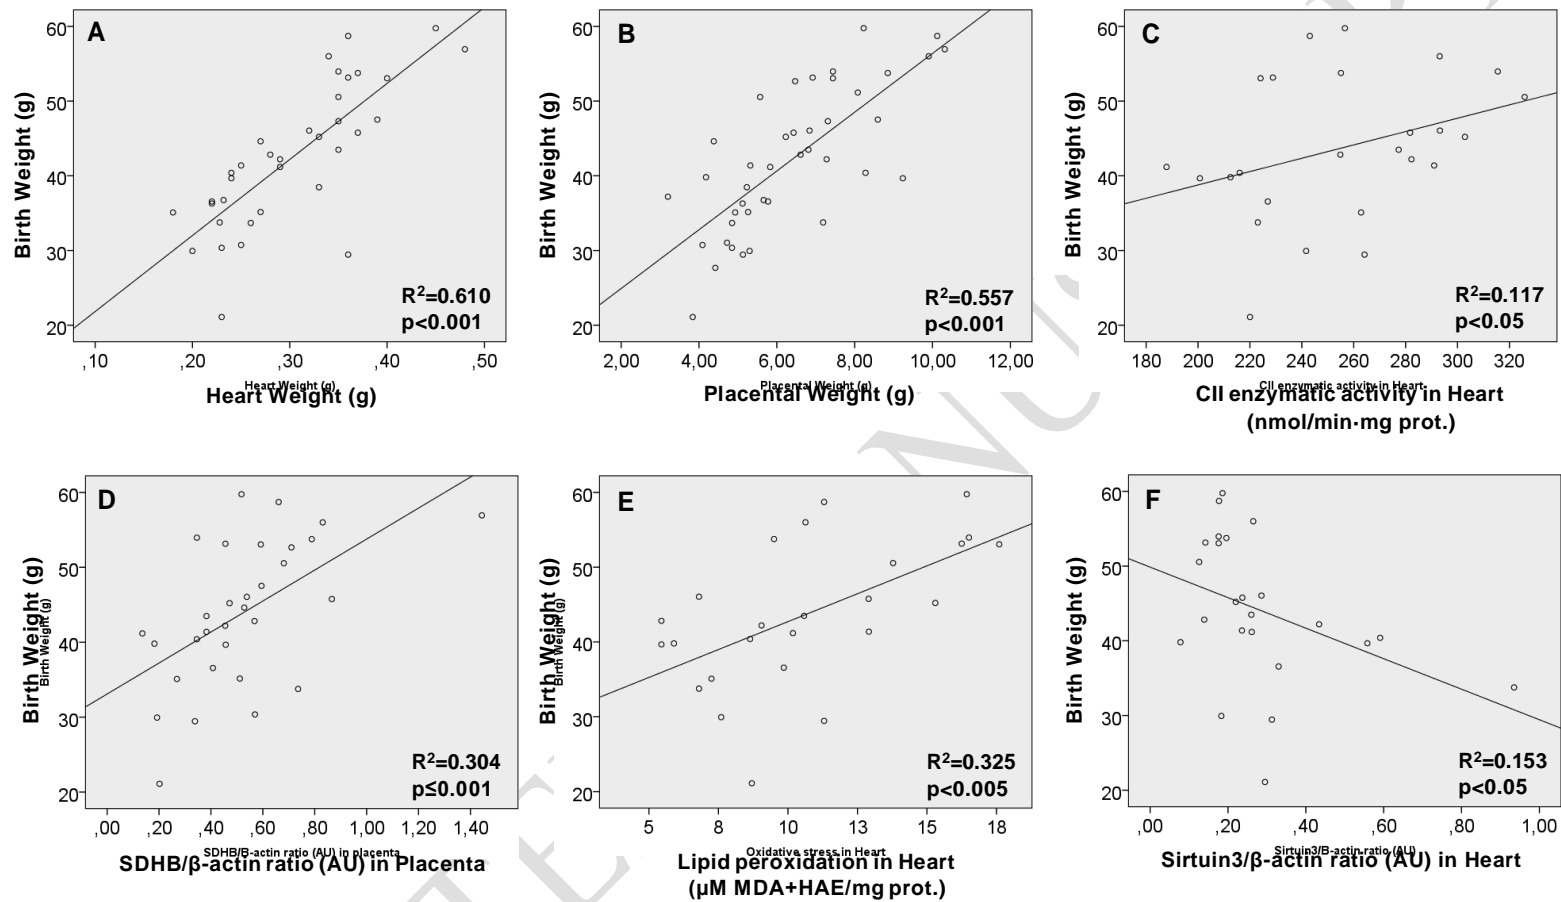 A
60
50
40
30
20
Birth Weight (g)
R²=0.610
p<0.001
,10 ,20 ,30 ,40 ,50
Heart Weight (g)
Heart Weight (g)
B
60
50
40
30
20
Birth Weight (g)
R²=0.557
p<0.001
2,00 4,00 6,00 8,00 10,00 12,00
Placental Weight (g)
Placental Weight (g)
C
60
50
40
30
20
Birth Weight (g)
R²=0.117
p<0.05
180 200 220 240 260 280 300 320
CII enzymatic activity in Heart
CII enzymatic activity in Heart
(nmol/min·mg prot.)
D
60
50
40
30
20
Birth Weight (g)
Birth Weight (g)
R²=0.304
p≤0.001
,00 ,20 ,40 ,60 ,80 1,00 1,20 1,40
SDHB/B-actin ratio (AU) in placenta
SDHB/β-actin ratio (AU) in Placenta
E
60
50
40
30
20
Birth Weight (g)
Birth Weight (g)
R²=0.325
p<0.005
5 8 10 13 15 18
Oxidative stress in Heart
Lipid peroxidation in Heart
(µM MDA+HAE/mg prot.)
F
60
50
40
30
20
Birth Weight (g)
R²=0.153
p<0.05
,00 ,20 ,40 ,60 ,80 1,00
Sirtuin3/B-actin ratio (AU)
Sirtuin3/β-actin ratio (AU) in Heart